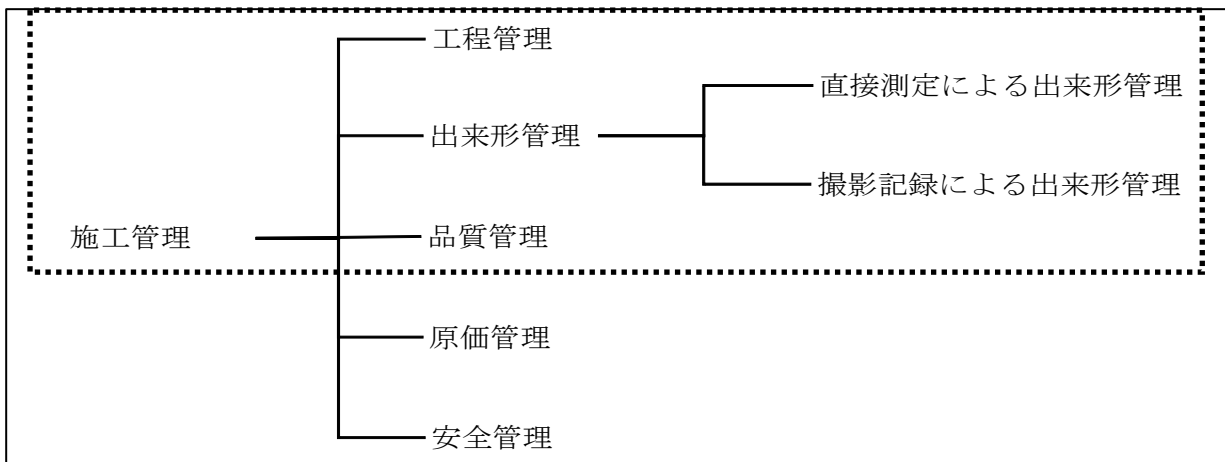 工程管理
直接測定による出来形管理
出来形管理
撮影記録による出来形管理
施工管理
品質管理
原価管理
安全管理